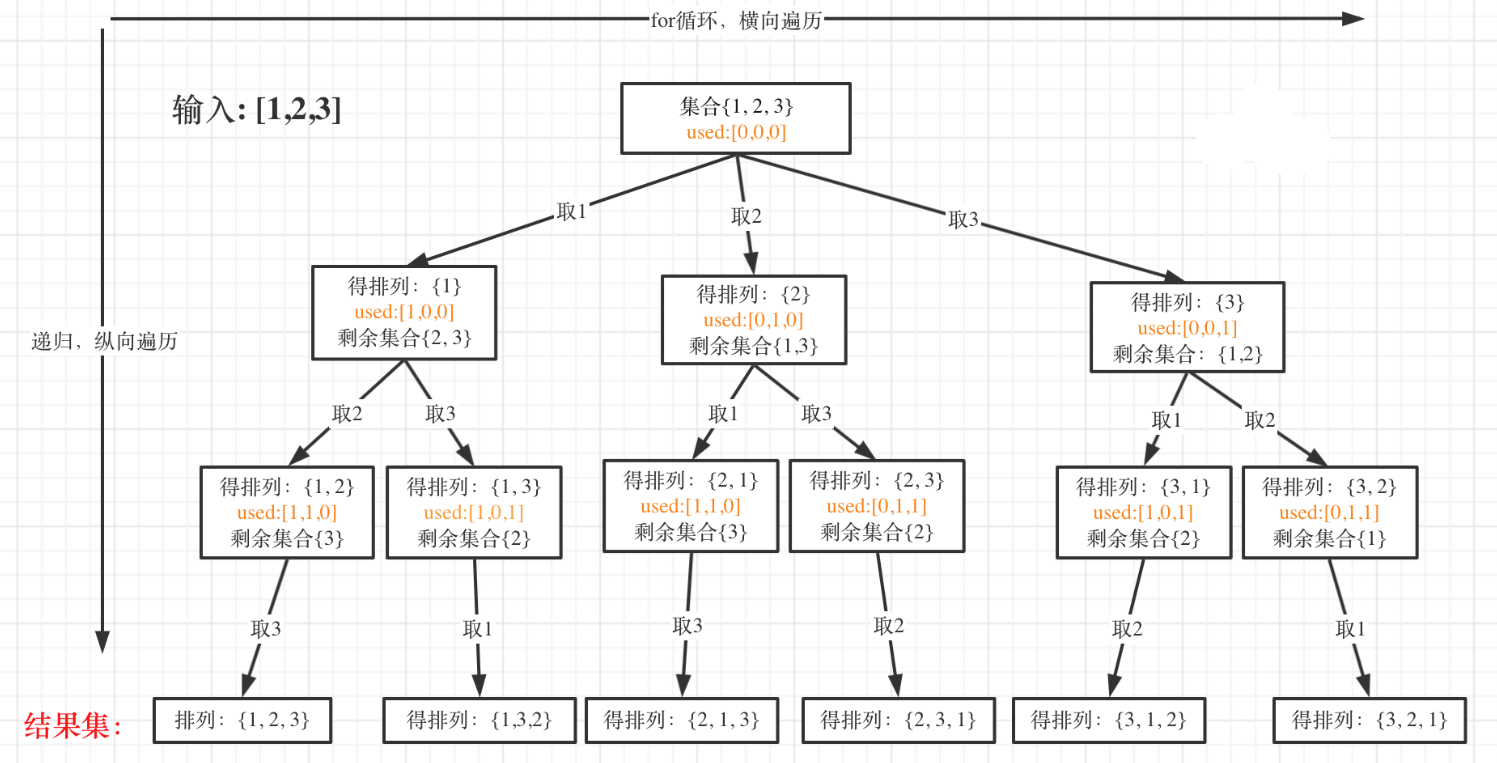 for循环，横向遍历
输入: [1,2,3]
集合{1, 2, 3}
used:[0,0,0]
取1
取2
取3
递归，纵向遍历
得排列：{1}
used:[1,0,0]
剩余集合{2, 3}
得排列：{2}
used:[0,1,0]
剩余集合{1,3}
得排列：{3}
used:[0,0,1]
剩余集合：{1,2}
取2
取3
取1
取3
取1
取2
得排列：{1, 2}
used:[1,1,0]
剩余集合{3}
得排列：{1, 3}
used:[1,0,1]
剩余集合{2}
得排列：{2, 1}
used:[1,1,0]
剩余集合{3}
得排列：{2, 3}
used:[0,1,1]
剩余集合{2}
得排列：{3, 1}
used:[1,0,1]
剩余集合{2}
得排列：{3, 2}
used:[0,1,1]
剩余集合{1}
取3
取1
取3
取2
取2
取1
结果集：
排列：{1, 2, 3}
得排列：{1,3,2}
得排列：{2, 1, 3}
得排列：{2, 3, 1}
得排列：{3, 1, 2}
得排列：{3, 2, 1}